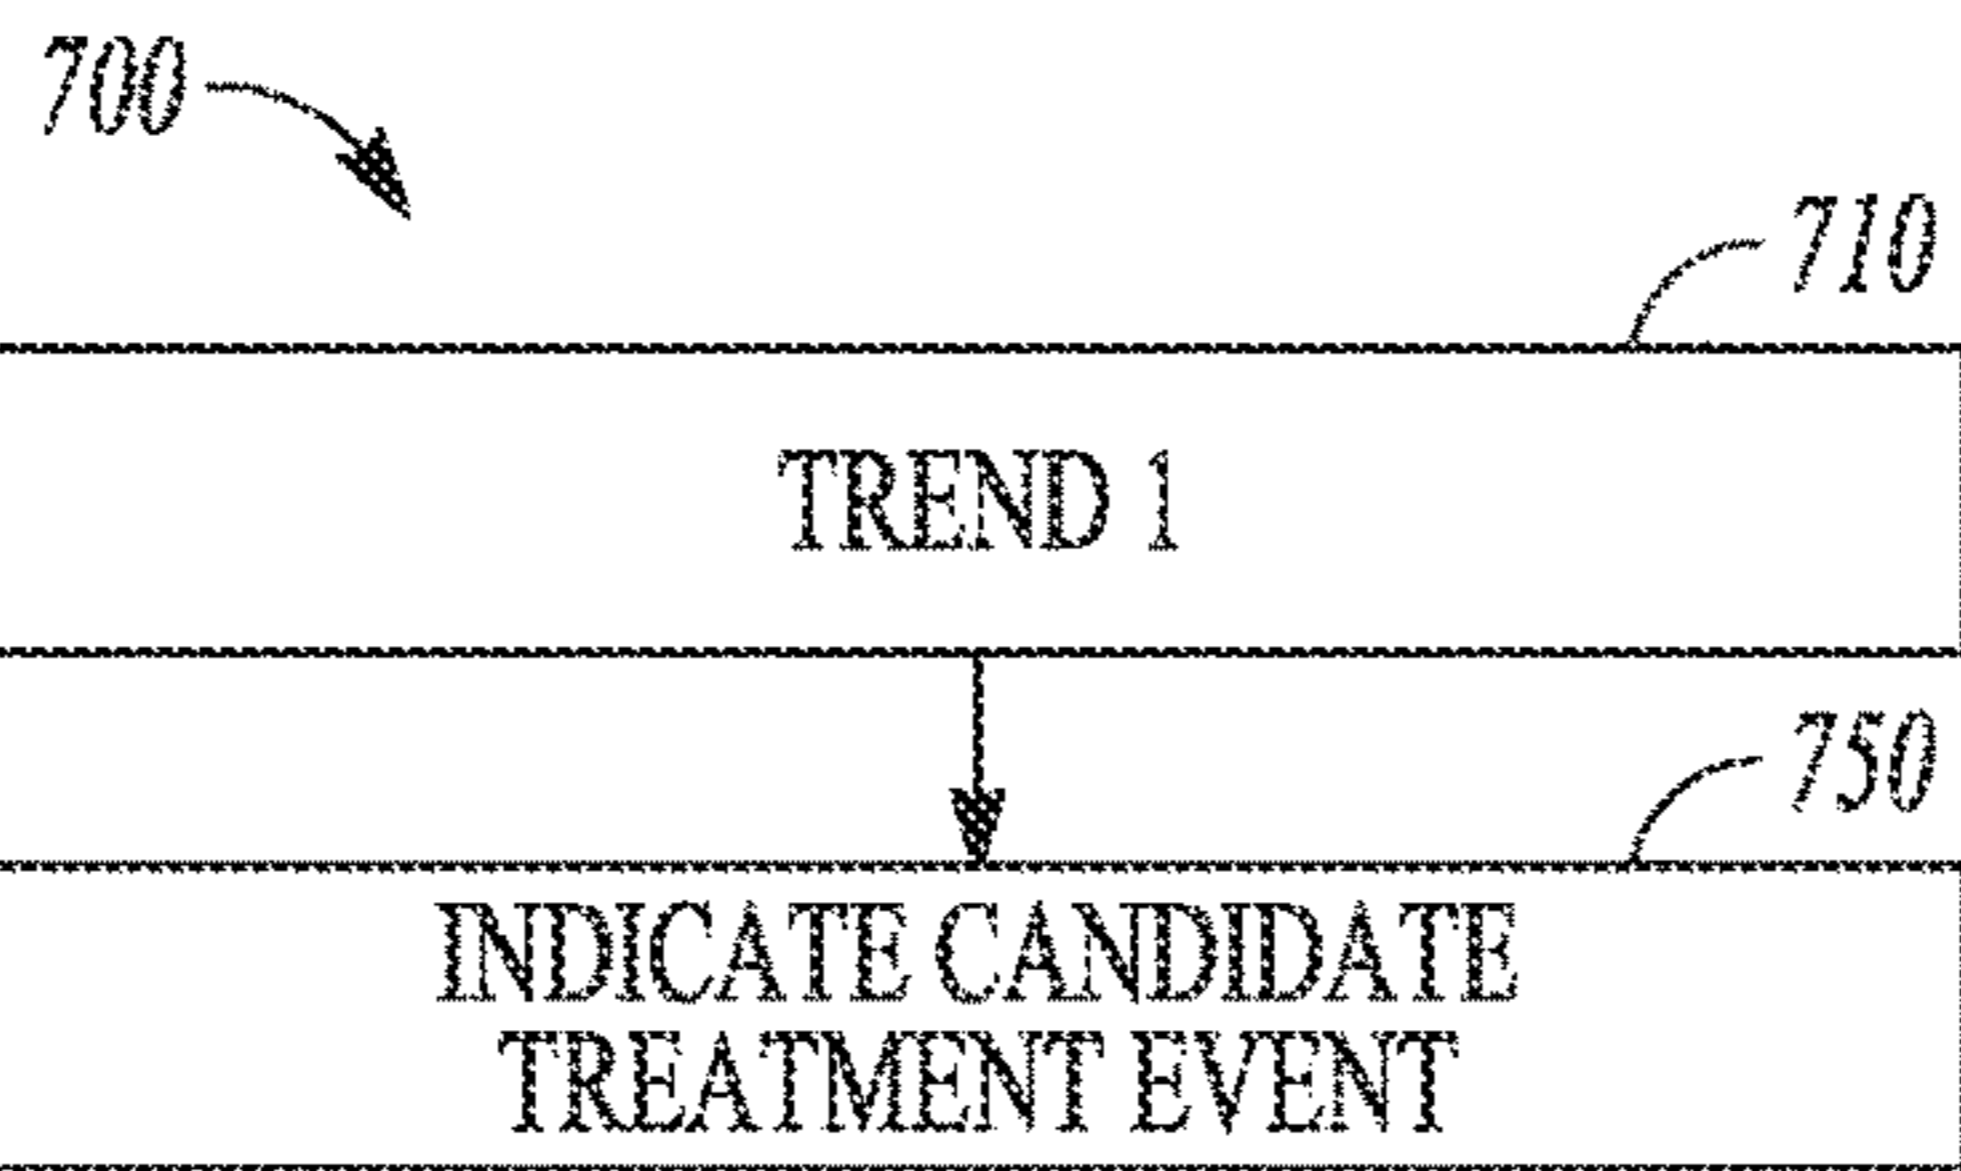 700
710
TREND 1
750
INDICATE CANDIDATE
TREATMENT EVENT